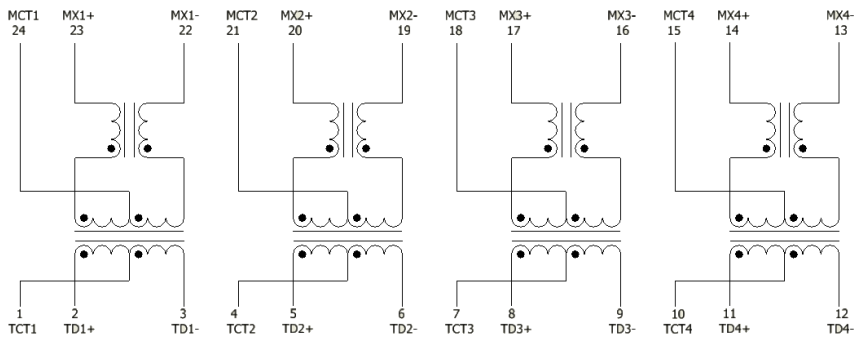 MCT1 MX1+ MX1- MCT2 MX2+ MX2- MCT3 MX3+ MX3- MCT4 MX4+ MX4-
24 23 22 21 20 19 18 17 16 15 14 13
1 2 3 4 5 6 7 8 9 10 11 12
TCT1 TD1+ TD1- TCT2 TD2+ TD2- TCT3 TD3+ TD3- TCT4 TD4+ TD4-